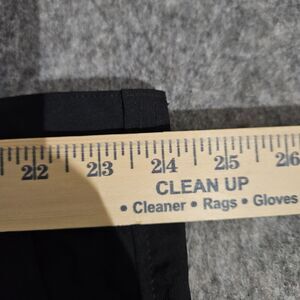 22 23 24 25 26
CLEAN UP
• Cleaner • Rags • Gloves